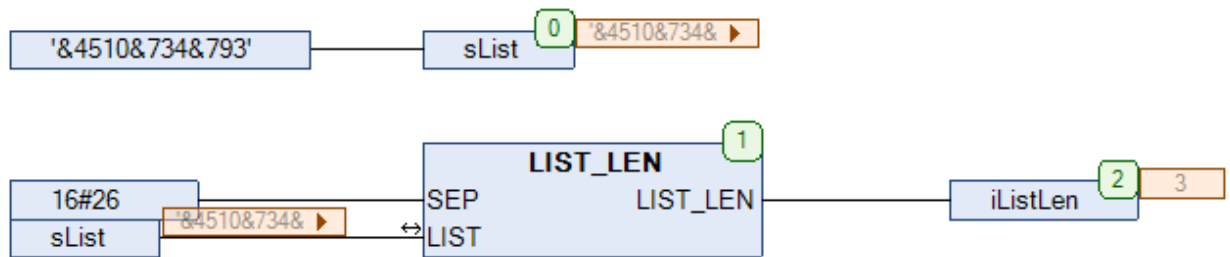 '&4510&734&793' sList 0 '&4510&734&
LIST_LEN 1
16#26 SEP LIST_LEN iListLen 2 3
sList '&4510&734& LIST